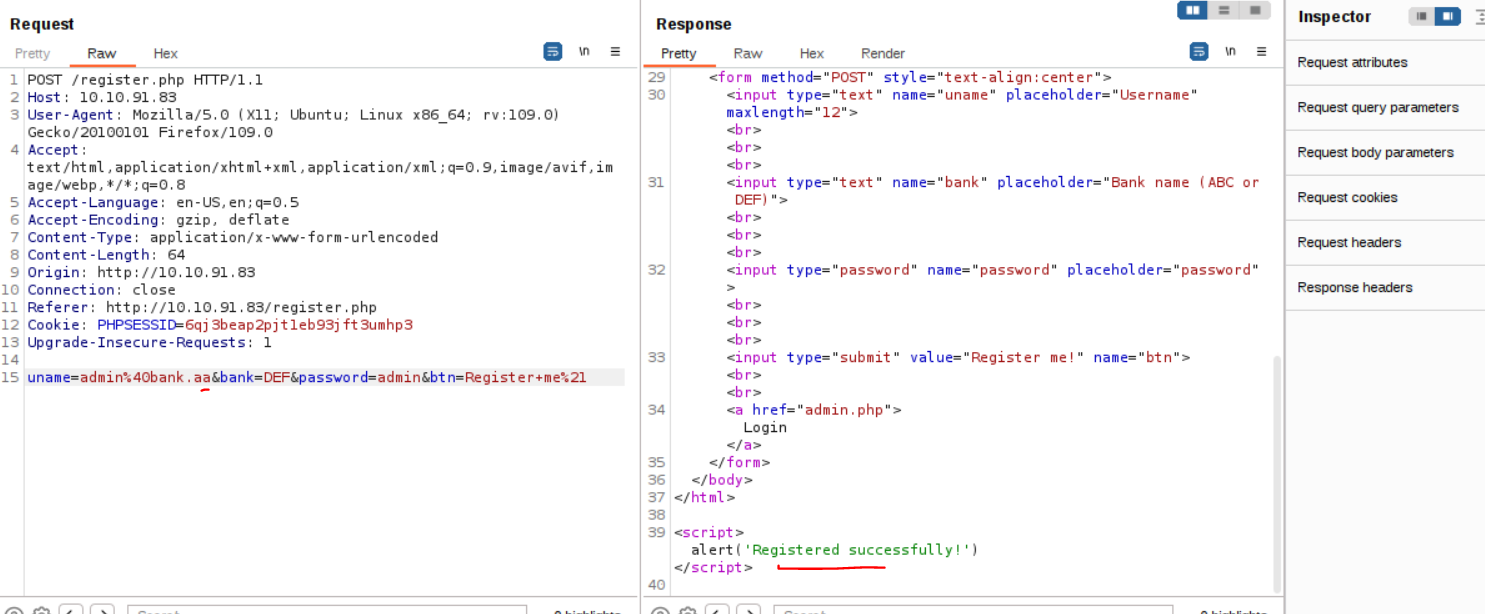 Request
Pretty Raw Hex \n
1 POST /register.php HTTP/1.1
2 Host: 10.10.91.83
3 User-Agent: Mozilla/5.0 (X11; Ubuntu; Linux x86_64; rv:109.0)
Gecko/20100101 Firefox/109.0
4 Accept:
text/html,application/xhtml+xml,application/xml;q=0.9,image/avif,im
age/webp,*/*;q=0.8
5 Accept-Language: en-US,en;q=0.5
6 Accept-Encoding: gzip, deflate
7 Content-Type: application/x-www-form-urlencoded
8 Content-Length: 64
9 Origin: http://10.10.91.83
10 Connection: close
11 Referer: http://10.10.91.83/register.php
12 Cookie: PHPSESSID=6qj3beap2pjt1eb93jft3umhp3
13 Upgrade-Insecure-Requests: 1
14
15 uname=admin%40bank.aa&bank=DEF&password=admin&btn=Register+me%21
Response
Pretty Raw Hex Render \n
29 <form method="POST" style="text-align:center">
30 <input type="text" name="uname" placeholder="Username"
maxlength="12">
<br>
<br>
<br>
31 <input type="text" name="bank" placeholder="Bank name (ABC or
DEF)">
<br>
<br>
<br>
32 <input type="password" name="password" placeholder="password"
>
<br>
<br>
<br>
33 <input type="submit" value="Register me!" name="btn">
<br>
<br>
34 <a href="admin.php">
Login
</a>
35 </form>
36 </body>
37 </html>
38
39 <script>
alert('Registered successfully!')
</script>
40
Inspector
Request attributes
Request query parameters
Request body parameters
Request cookies
Request headers
Response headers